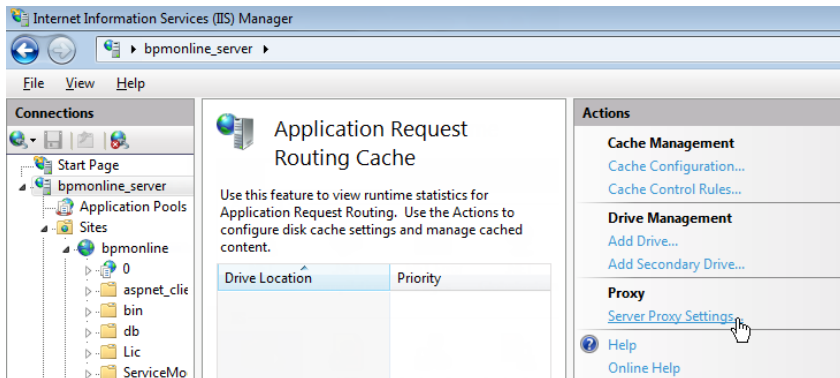 Internet Information Services (IIS) Manager
bpmonline_server
File View Help
Connections
Start Page
bpmonline_server
Application Pools
Sites
bpmonline
0
aspnet_clie
bin
db
Lic
ServiceMo
Application Request
Routing Cache
Use this feature to view runtime statistics for
Application Request Routing. Use the Actions to
configure disk cache settings and manage cached
content.
Drive Location Priority
Actions
Cache Management
Cache Configuration...
Cache Control Rules...
Drive Management
Add Drive...
Add Secondary Drive...
Proxy
Server Proxy Settings...
Help
Online Help